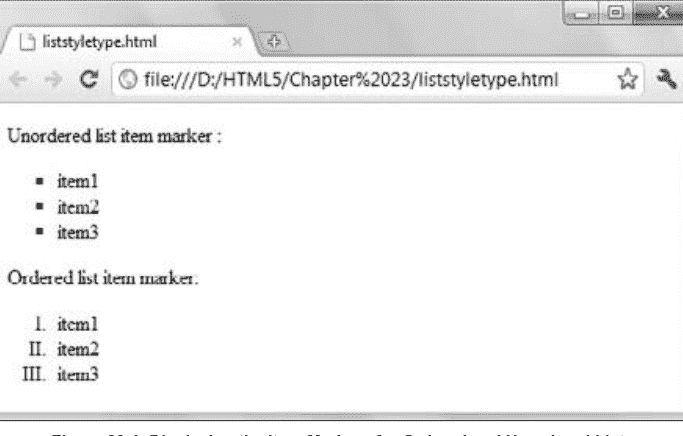 liststyletype.html
file:///D:/HTML5/Chapter%2023/liststyletype.html
Unordered list item marker :
▪ item1
▪ item2
▪ item3
Ordered list item marker:
I. item1
II. item2
III. item3